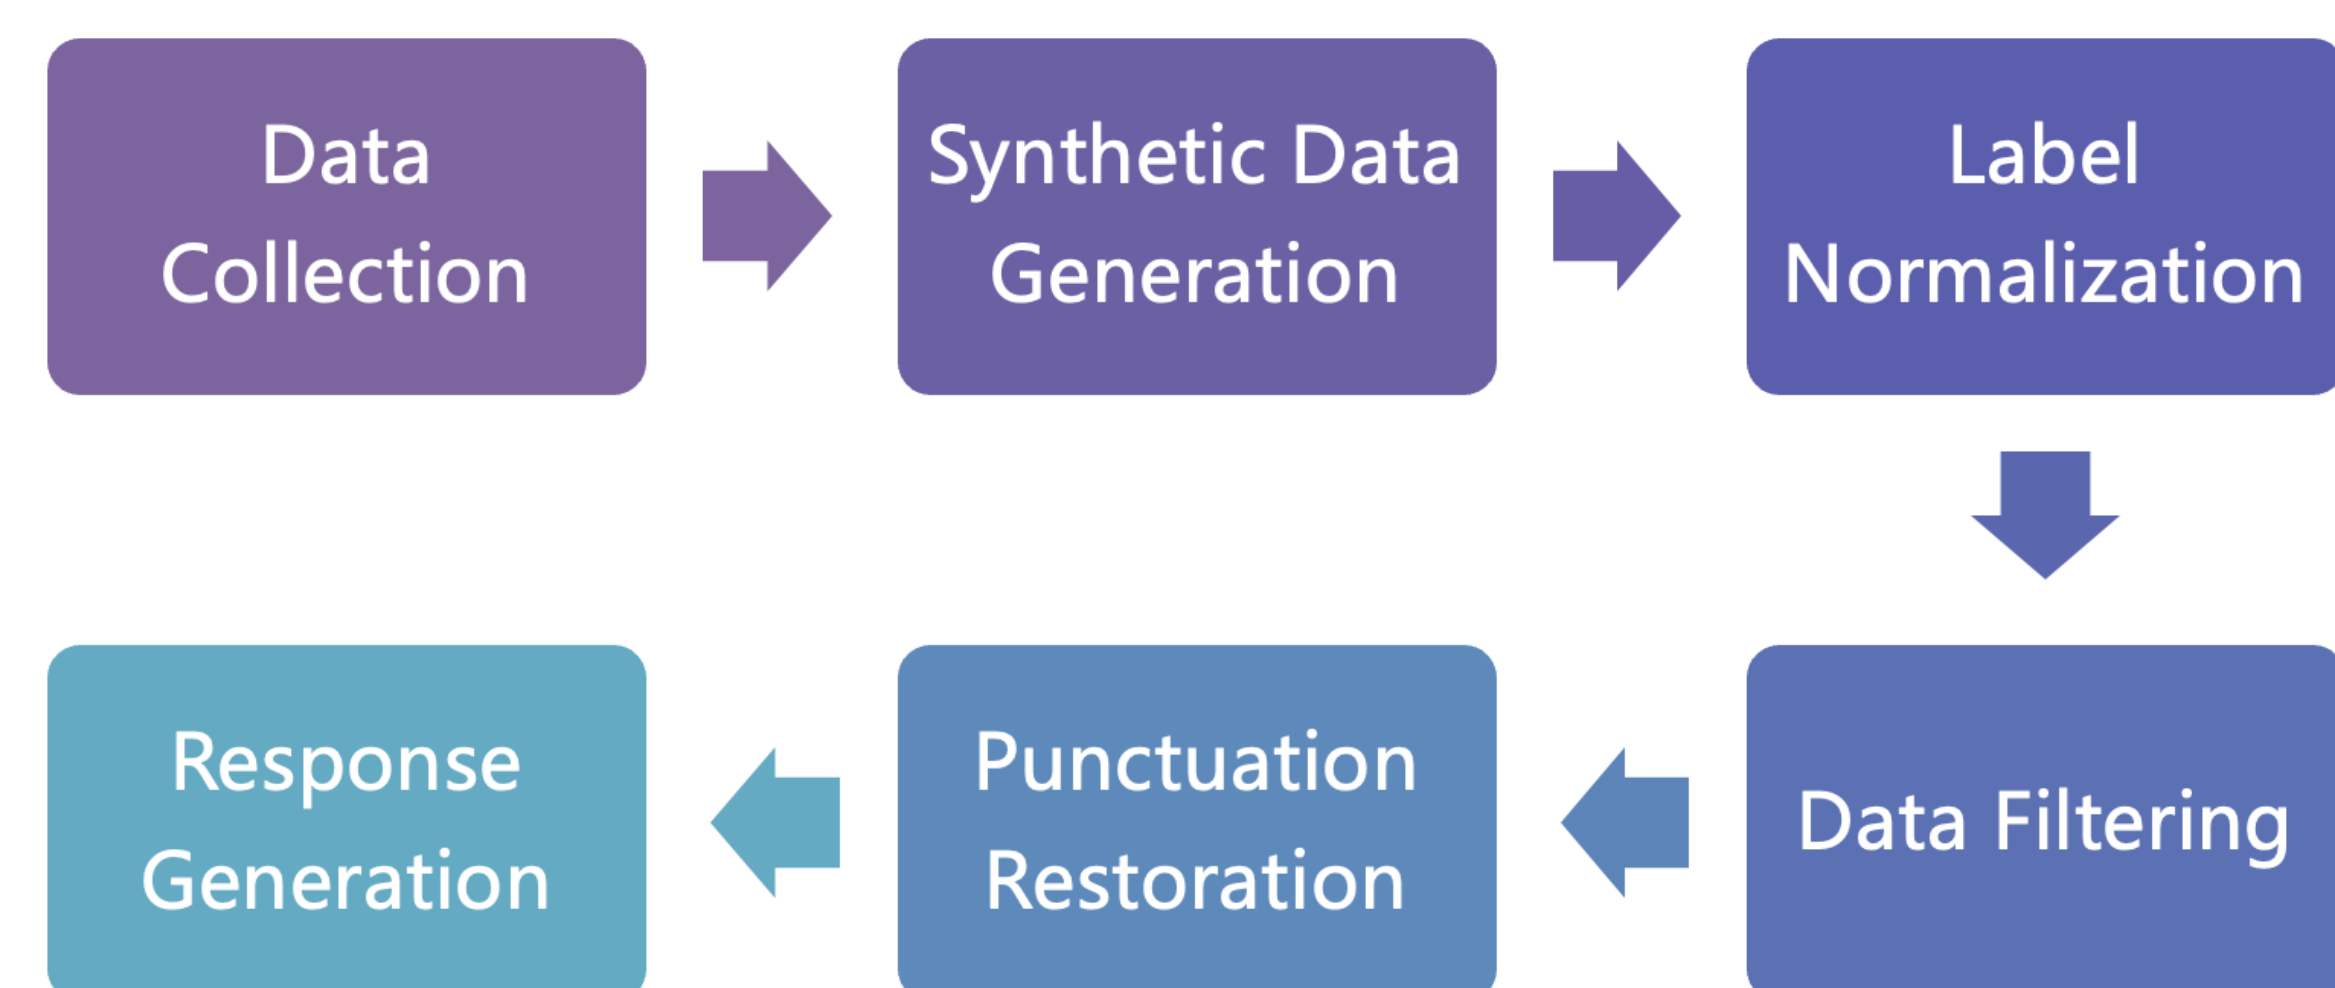 Data
Collection
Synthetic Data
Generation
Label
Normalization
Data Filtering
Punctuation
Restoration
Response
Generation